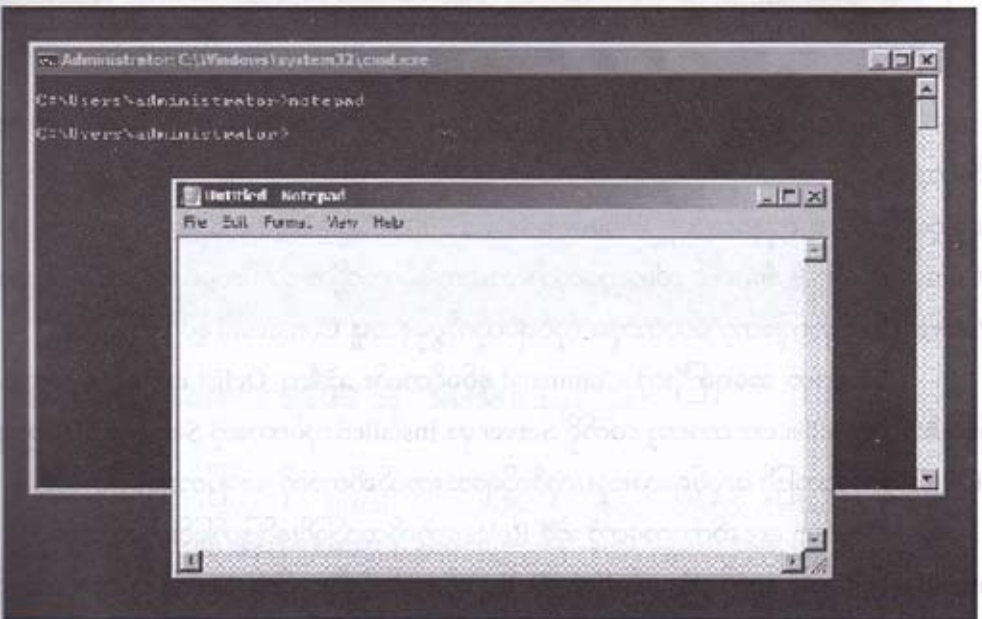 Administrator: C:\Windows\system32\cmd.exe
C:\Users\administrator>notepad
C:\Users\administrator>
Untitled - Notepad
File Edit Format View Help